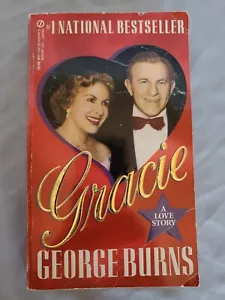 #1 NATIONAL BESTSELLER
Gracie
A
LOVE
STORY
GEORGE BURNS